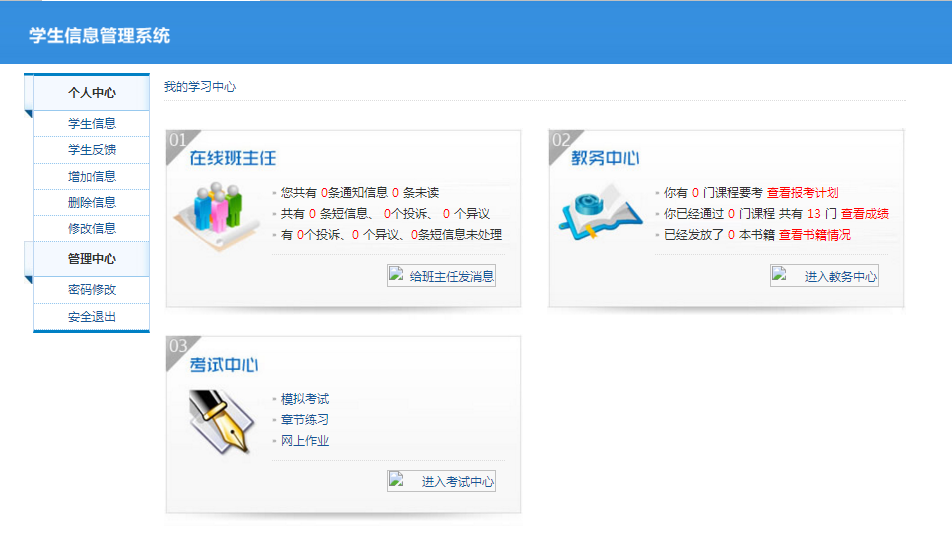 学生信息管理系统
个人中心
学生信息
学生反馈
增加信息
删除信息
修改信息
管理中心
密码修改
安全退出
我的学习中心
01
在线班主任
您共有 0条通知信息 0 条未读
共有 0 条短信息、 0个投诉、 0 个异议
有 0个投诉、0 个异议、0条短信息未处理
给班主任发消息
02
教务中心
你有 0 门课程要考 查看报考计划
你已经通过 0 门课程 共有 13 门 查看成绩
已经发放了 0 本书籍 查看书籍情况
进入教务中心
03
考试中心
模拟考试
章节练习
网上作业
进入考试中心